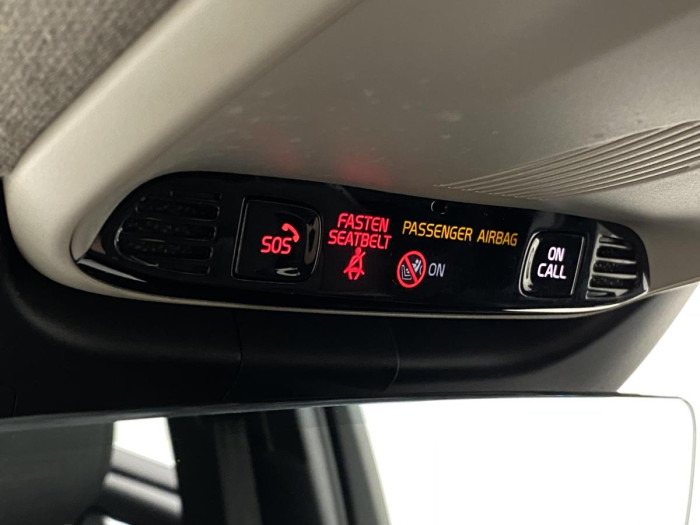 SOS
FASTEN
SEATBELT
PASSENGER AIRBAG
ON
ON
CALL